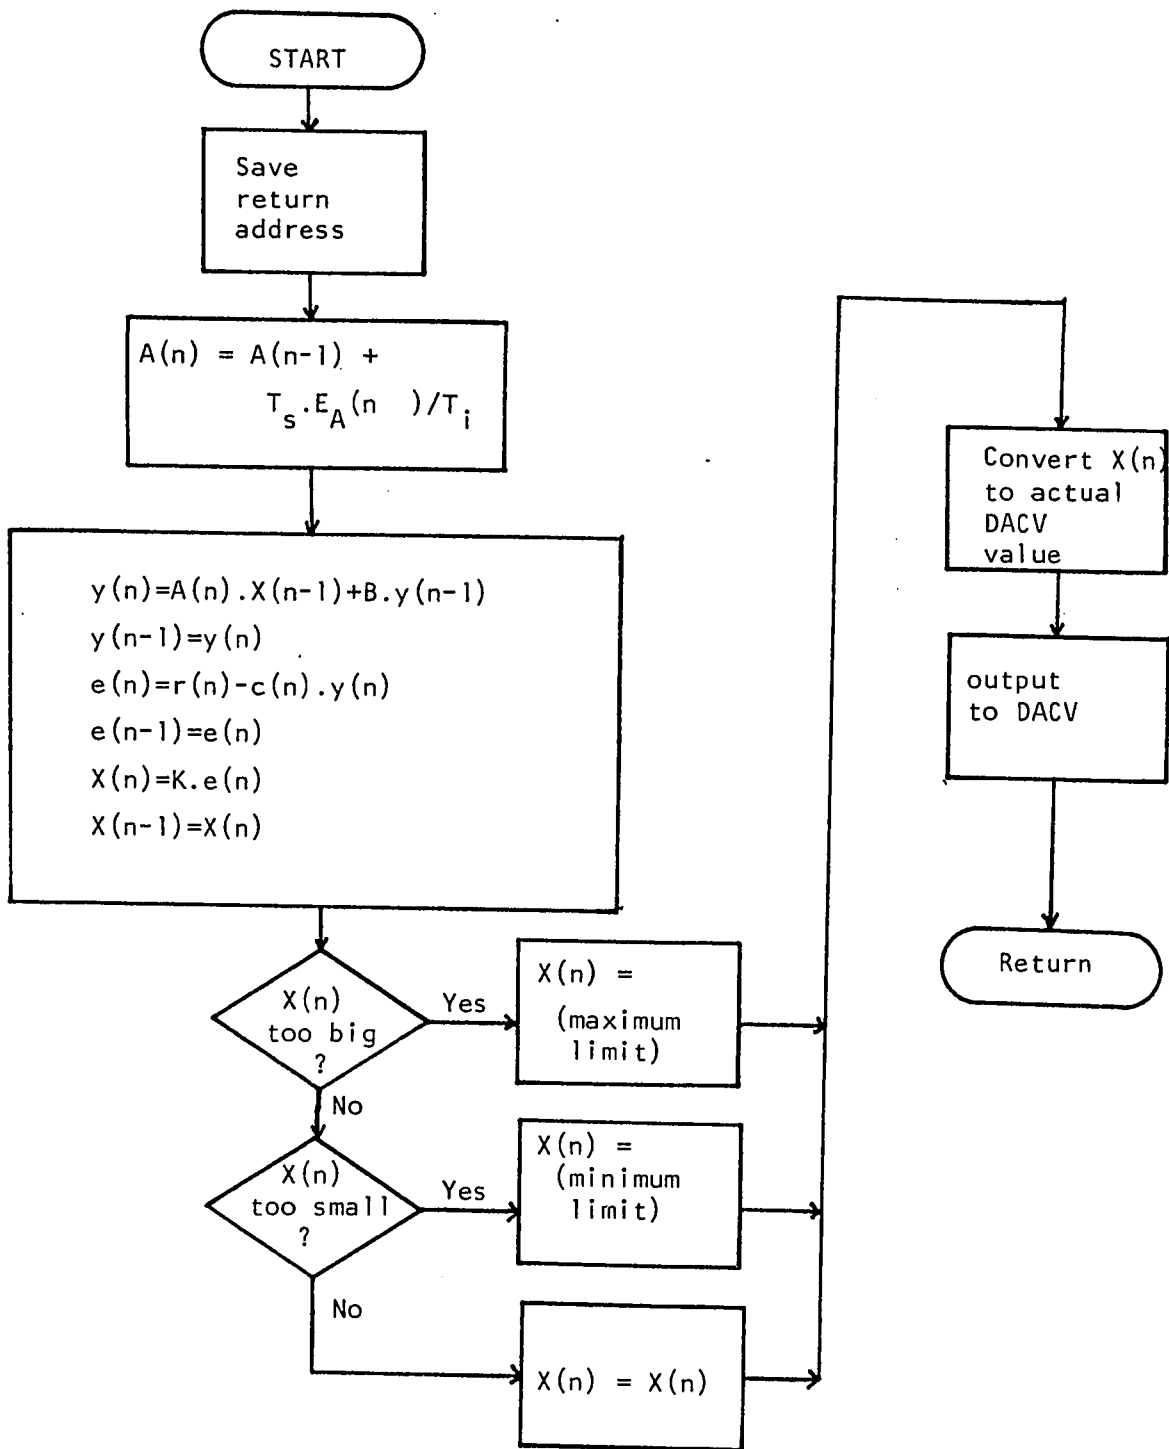 START
Save
return
address
A(n) = A(n-1) +
T_s.E_A(n )/T_i
y(n)=A(n).X(n-1)+B.y(n-1)
y(n-1)=y(n)
e(n)=r(n)-c(n).y(n)
e(n-1)=e(n)
X(n)=K.e(n)
X(n-1)=X(n)
X(n)
too big
?
Yes
X(n) =
(maximum
limit)
No
X(n)
too small
?
Yes
X(n) =
(minimum
limit)
No
X(n) = X(n)
Convert X(n)
to actual
DACV
value
output
to DACV
Return